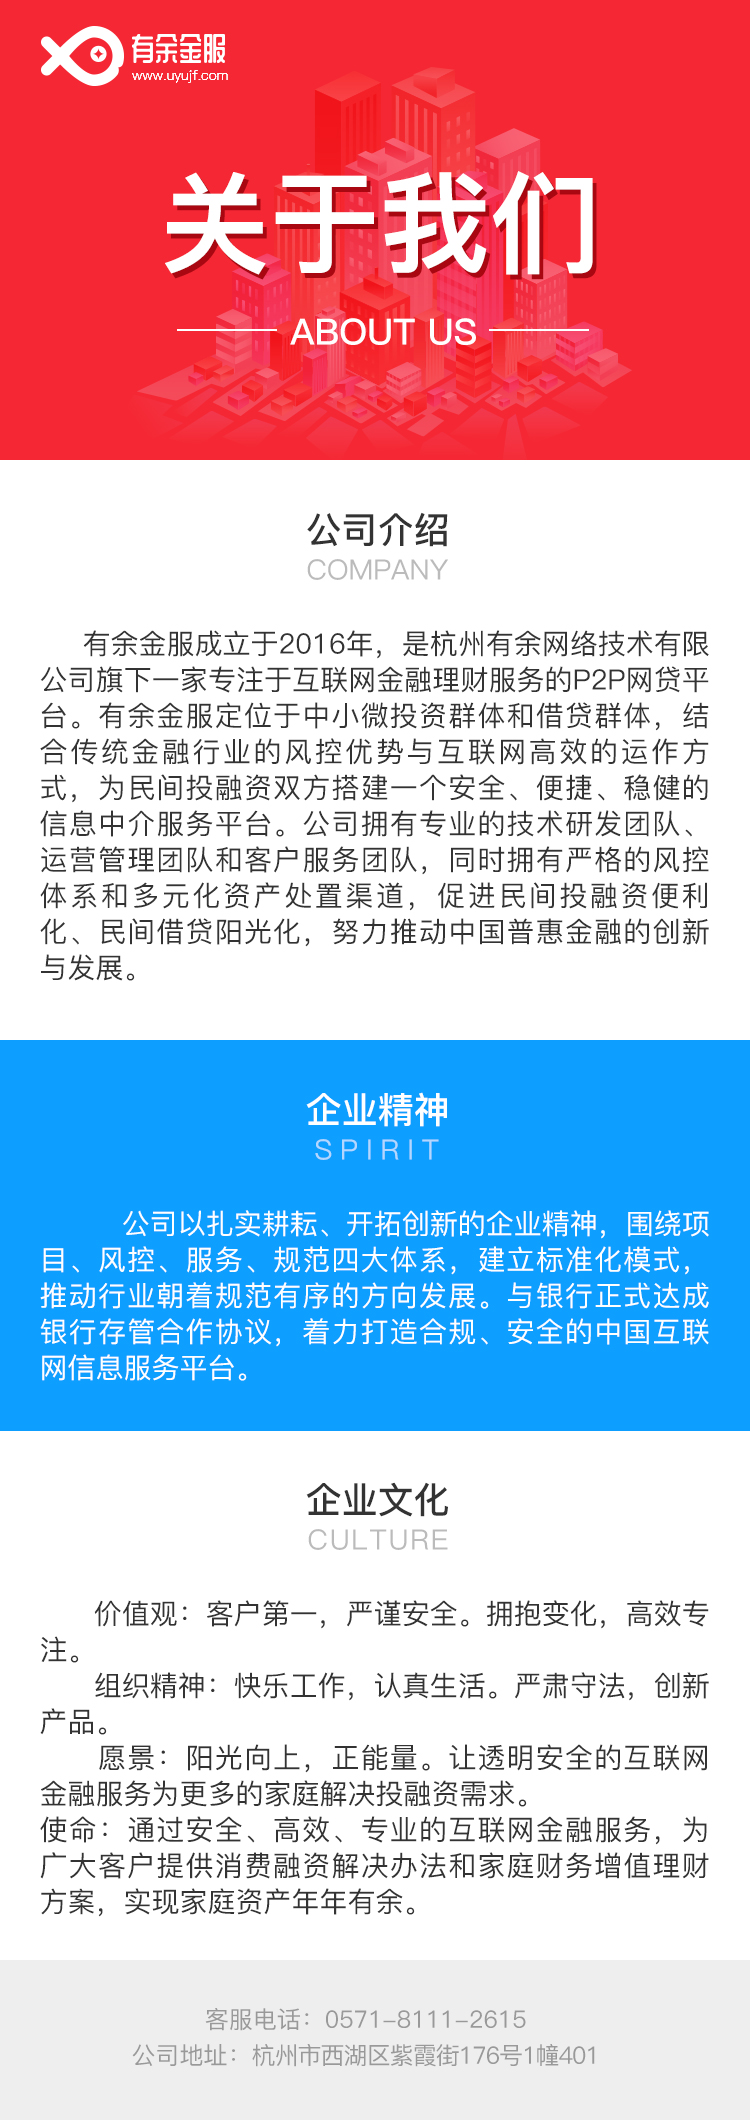 有余金服
www.uyujf.com
关于我们
ABOUT US
公司介绍
COMPANY
有余金服成立于2016年，是杭州有余网络技术有限
公司旗下一家专注于互联网金融理财服务的P2P网贷平
台。有余金服定位于中小微投资群体和借贷群体，结
合传统金融行业的风控优势与互联网高效的运作方
式，为民间投融资双方搭建一个安全、便捷、稳健的
信息中介服务平台。公司拥有专业的技术研发团队、
运营管理团队和客户服务团队，同时拥有严格的风控
体系和多元化资产处置渠道，促进民间投融资便利
化、民间借贷阳光化，努力推动中国普惠金融的创新
与发展。
企业精神
SPIRIT
公司以扎实耕耘、开拓创新的企业精神，围绕项
目、风控、服务、规范四大体系，建立标准化模式，
推动行业朝着规范有序的方向发展。与银行正式达成
银行存管合作协议，着力打造合规、安全的中国互联
网信息服务平台。
企业文化
CULTURE
价值观：客户第一，严谨安全。拥抱变化，高效专
注。
组织精神：快乐工作，认真生活。严肃守法，创新
产品。
愿景：阳光向上，正能量。让透明安全的互联网
金融服务为更多的家庭解决投融资需求。
使命：通过安全、高效、专业的互联网金融服务，为
广大客户提供消费融资解决办法和家庭财务增值理财
方案，实现家庭资产年年有余。
客服电话：0571-8111-2615
公司地址：杭州市西湖区紫霞街176号1幢401